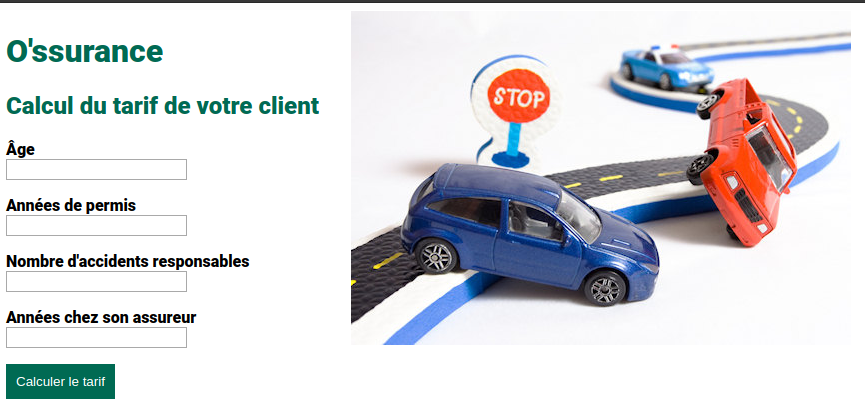 O'ssurance
Calcul du tarif de votre client
Âge
Années de permis
Nombre d'accidents responsables
Années chez son assureur
Calculer le tarif
STOP